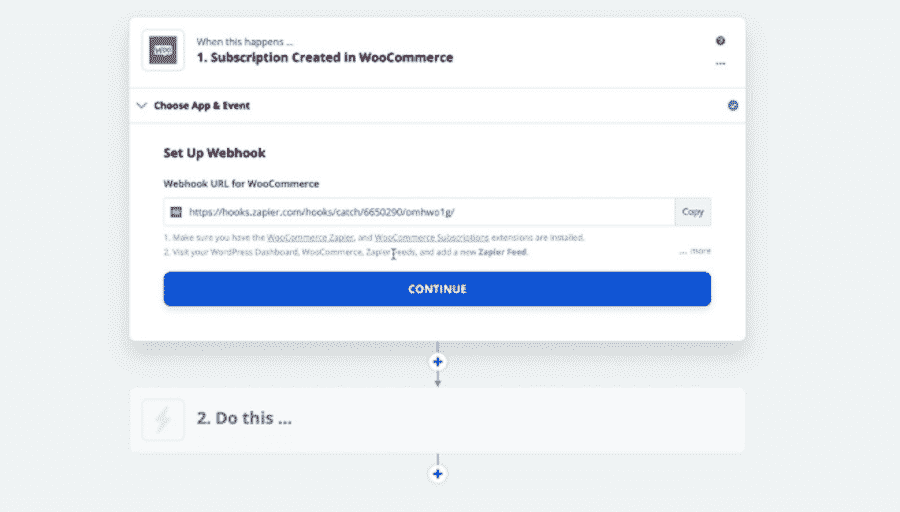 When this happens ...
WOO
1. Subscription Created in WooCommerce
...
Choose App & Event
Set Up Webhook
Webhook URL for WooCommerce
https://hooks.zapier.com/hooks/catch/6650290/omhwo1g/
Copy
1. Make sure you have the WooCommerce Zapier, and WooCommerce Subscriptions extensions are installed.
2. Visit your WordPress Dashboard, WooCommerce, Zapier Feeds, and add a new Zapier Feed.
... more
CONTINUE
2. Do this ...